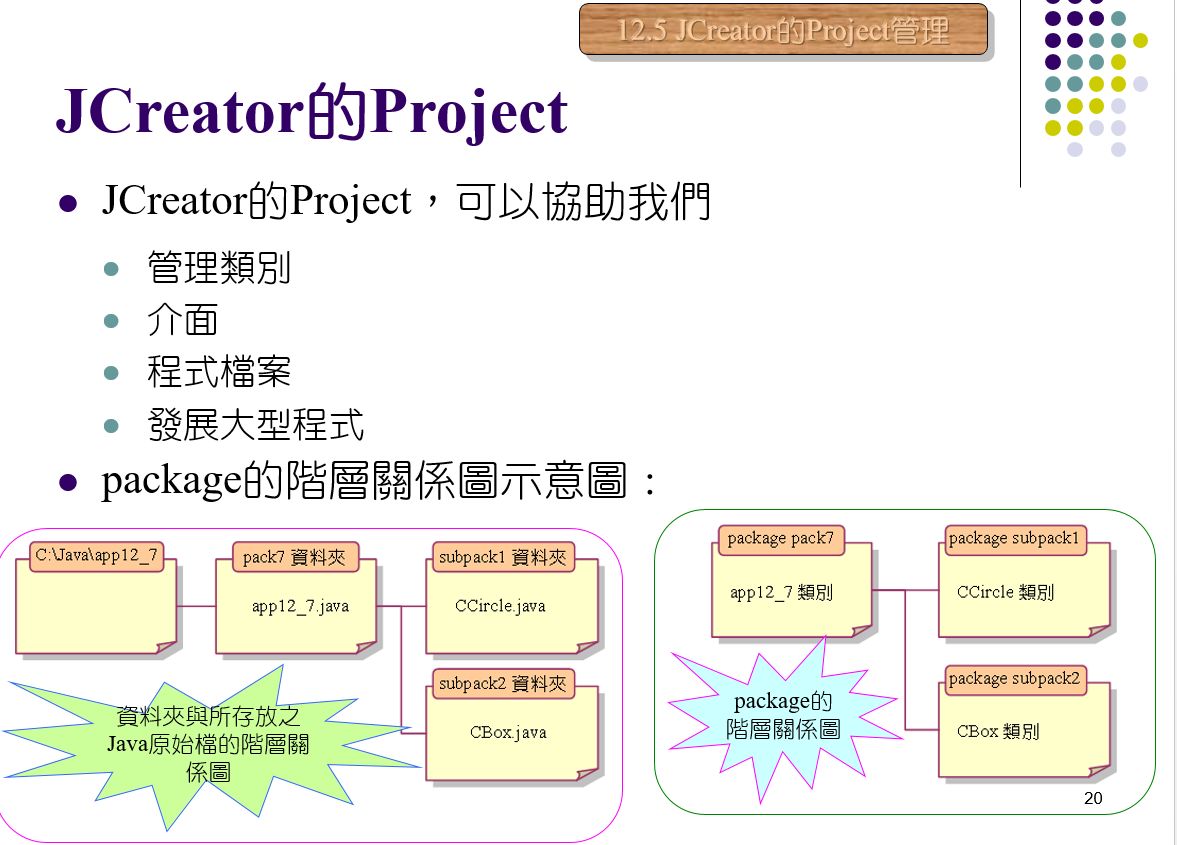 12.5 JCreator的Project管理
JCreator的Project
JCreator的Project，可以協助我們
管理類別
介面
程式檔案
發展大型程式
package的階層關係圖示意圖：
C:\Java\app12_7
pack7 資料夾
app12_7.java
subpack1 資料夾
CCircle.java
subpack2 資料夾
CBox.java
資料夾與所存放之
Java原始檔的階層關
係圖
package pack7
app12_7 類別
package subpack1
CCircle 類別
package subpack2
CBox 類別
package的
階層關係圖
20